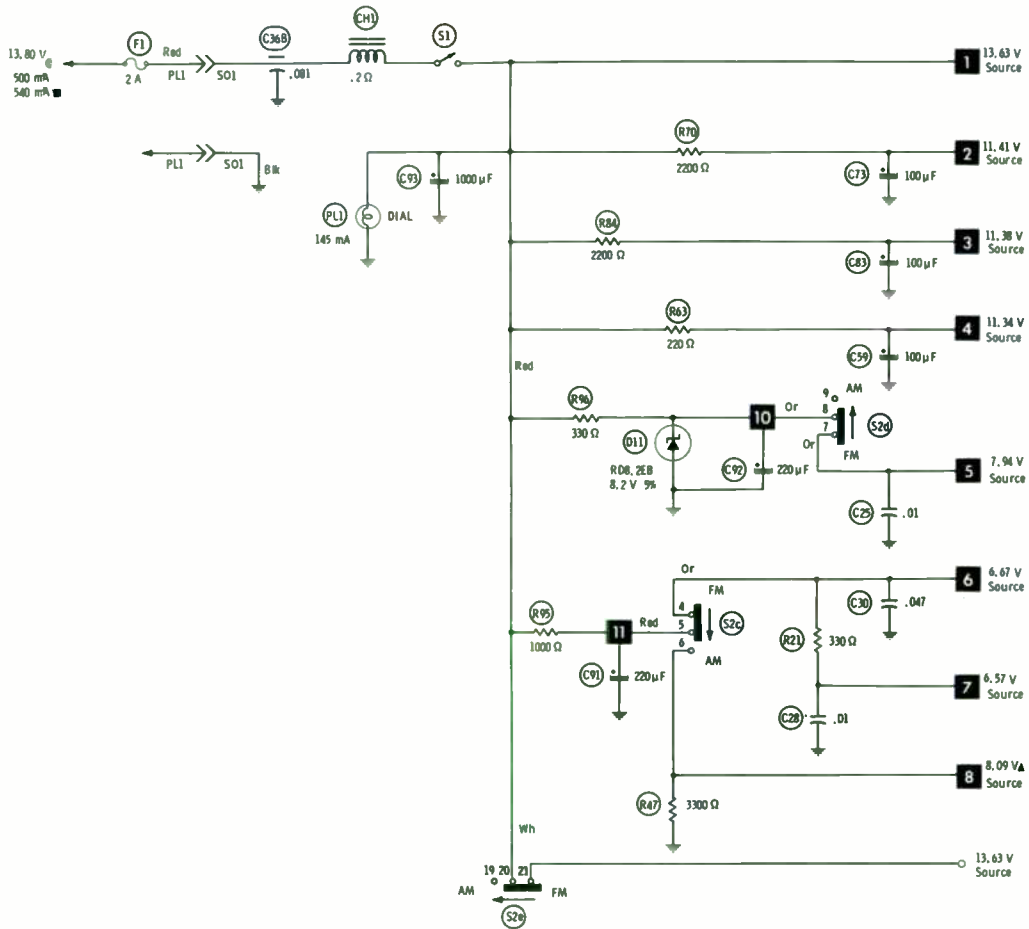 13.80 V @
500 mA
540 mA ■
F1
2 A
Red
PL1
SO1
C36B
.001
CH1
.2 Ω
S1
1
13.63 V
Source
PL1
SO1
Blk
PL1
145 mA
DIAL
C93
1000 µF
R70
2200 Ω
C73
100 µF
2
11.41 V
Source
R84
2200 Ω
C83
100 µF
3
11.38 V
Source
R63
220 Ω
C59
100 µF
4
11.34 V
Source
Red
R96
330 Ω
D11
RD8.2EB
8.2 V 5%
10
Or
C92
220 µF
9
8
7
AM
FM
Or
S2d
5
7.94 V
Source
C25
.01
R95
1000 Ω
11
Red
C91
220 µF
Or
FM
4
5
6
AM
S2c
6
6.67 V
Source
C30
.047
R21
330 Ω
7
6.57 V
Source
C28
.01
8
8.09 V▲
Source
R47
3300 Ω
Wh
19 20 21
AM
FM
S2e
13.63 V
Source